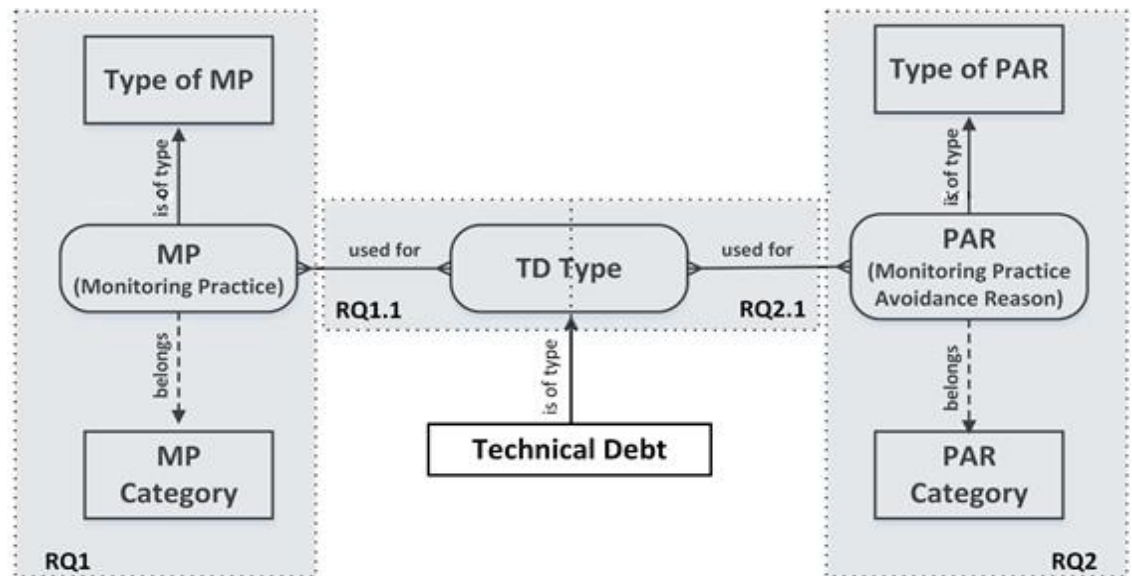 Type of MP
is of type
MP
(Monitoring Practice)
belongs
MP
Category
RQ1
used for
RQ1.1
TD Type
is of type
Technical Debt
used for
RQ2.1
Type of PAR
is of type
PAR
(Monitoring Practice
Avoidance Reason)
belongs
PAR
Category
RQ2